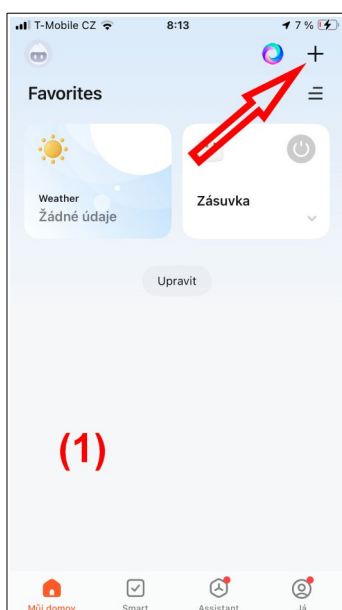 T-Mobile CZ 8:13 7 %
Favorites
Weather
Žádné údaje
Zásuvka
Upravit
(1)
Můj domov Smart Assistant Já